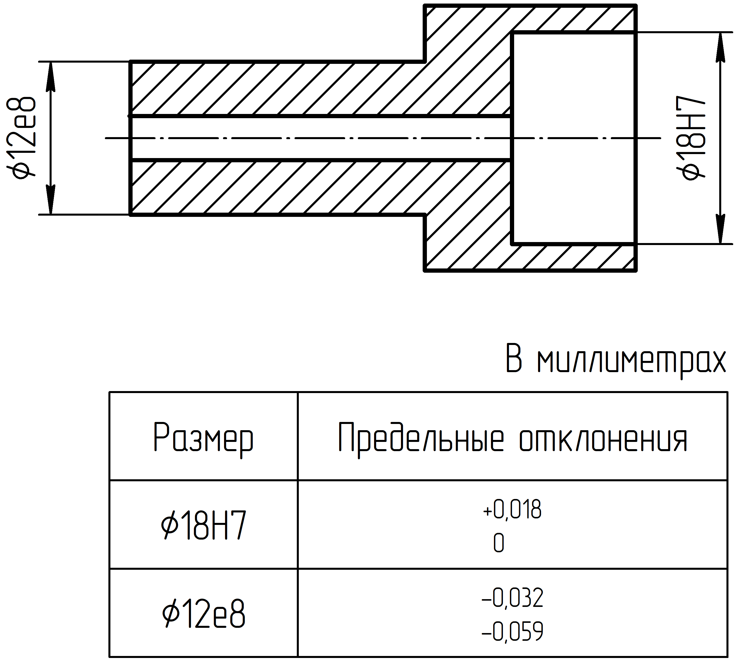 ϕ12e8
ϕ18H7
В миллиметрах
Размер
Предельные отклонения
ϕ18H7
+0,018
0
ϕ12e8
−0,032
−0,059